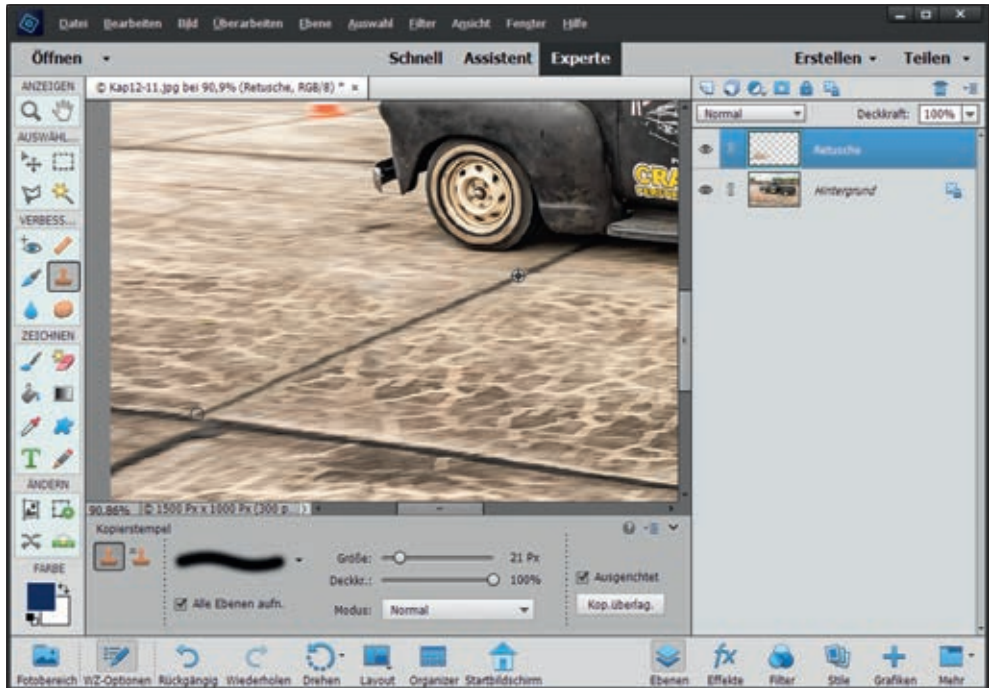 Datei Bearbeiten Bild Überarbeiten Ebene Auswahl Filter Ansicht Fenster Hilfe
Öffnen Schnell Assistent Experte Erstellen Teilen
ANZEIGEN
© Kap12-11.jpg bei 90,9% (Retusche, RGB/8) * ×
AUSWÄHL...
VERBESS...
ZEICHNEN
ÄNDERN
FARBE
CRA
Normal Deckkraft: 100%
Retusche
Hintergrund
90.86% © 1500 Px x 1000 Px (300 p...
Kopierstempel
Größe: 21 Px
Deckkr.: 100%
Ausgerichtet
Alle Ebenen aufn.
Modus: Normal
Kop.überlag.
Fotobereich WZ-Optionen Rückgängig Wiederholen Drehen Layout Organizer Startbildschirm Ebenen Effekte Filter Stile Grafiken Mehr